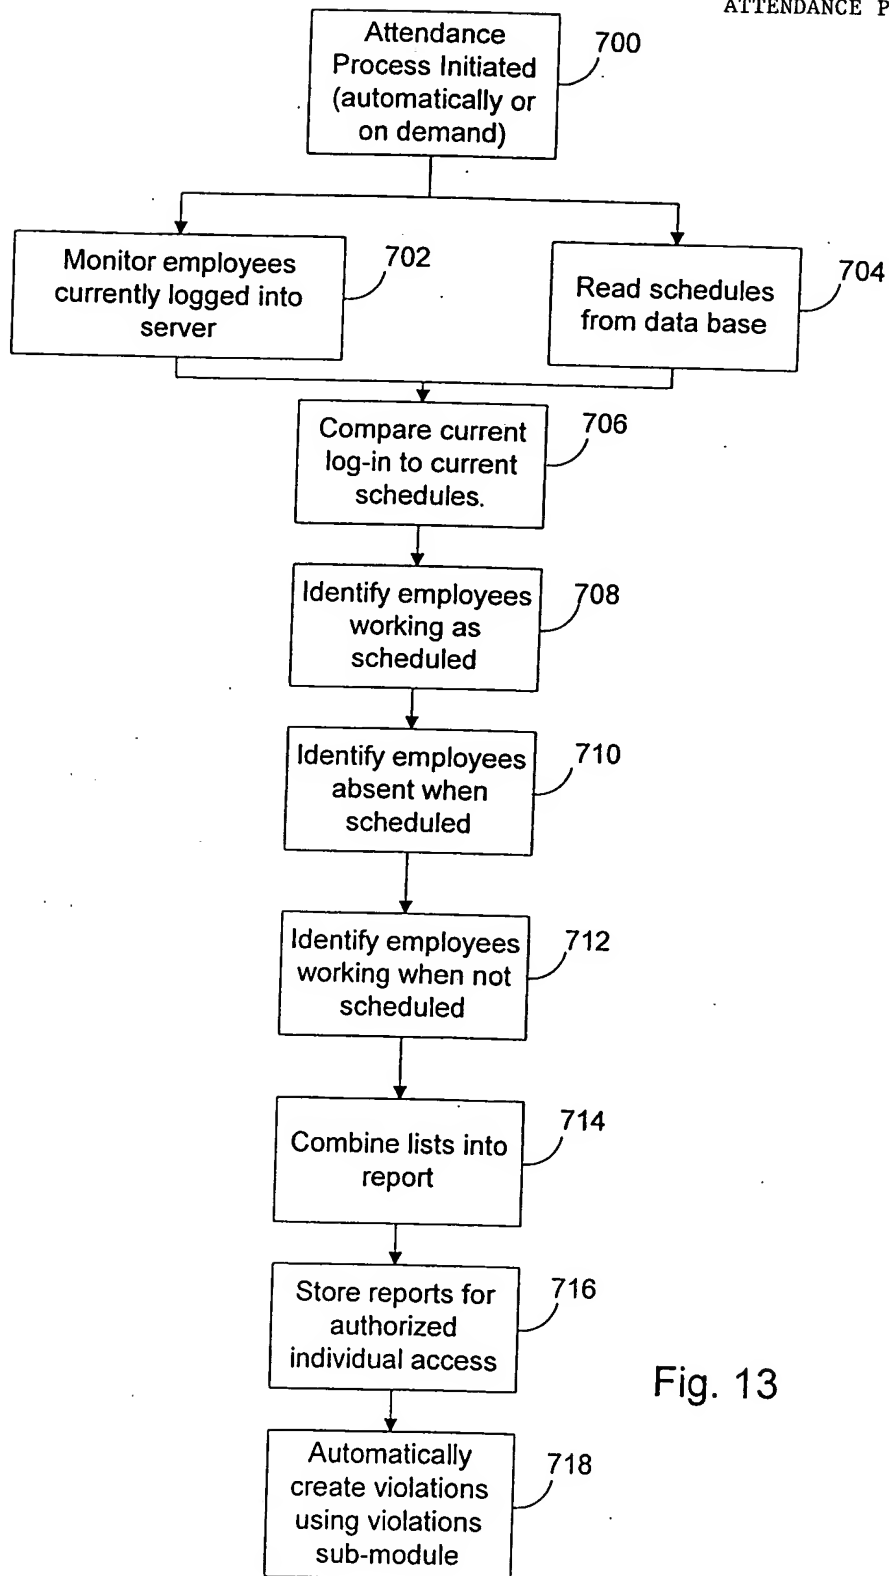 ATTENDANCE P
Attendance
Process Initiated
(automatically or
on demand)
700
Monitor employees
currently logged into
server
702
Read schedules
from data base
704
Compare current
log-in to current
schedules.
706
Identify employees
working as
scheduled
708
Identify employees
absent when
scheduled
710
Identify employees
working when not
scheduled
712
Combine lists into
report
714
Store reports for
authorized
individual access
716
Fig. 13
Automatically
create violations
using violations
sub-module
718